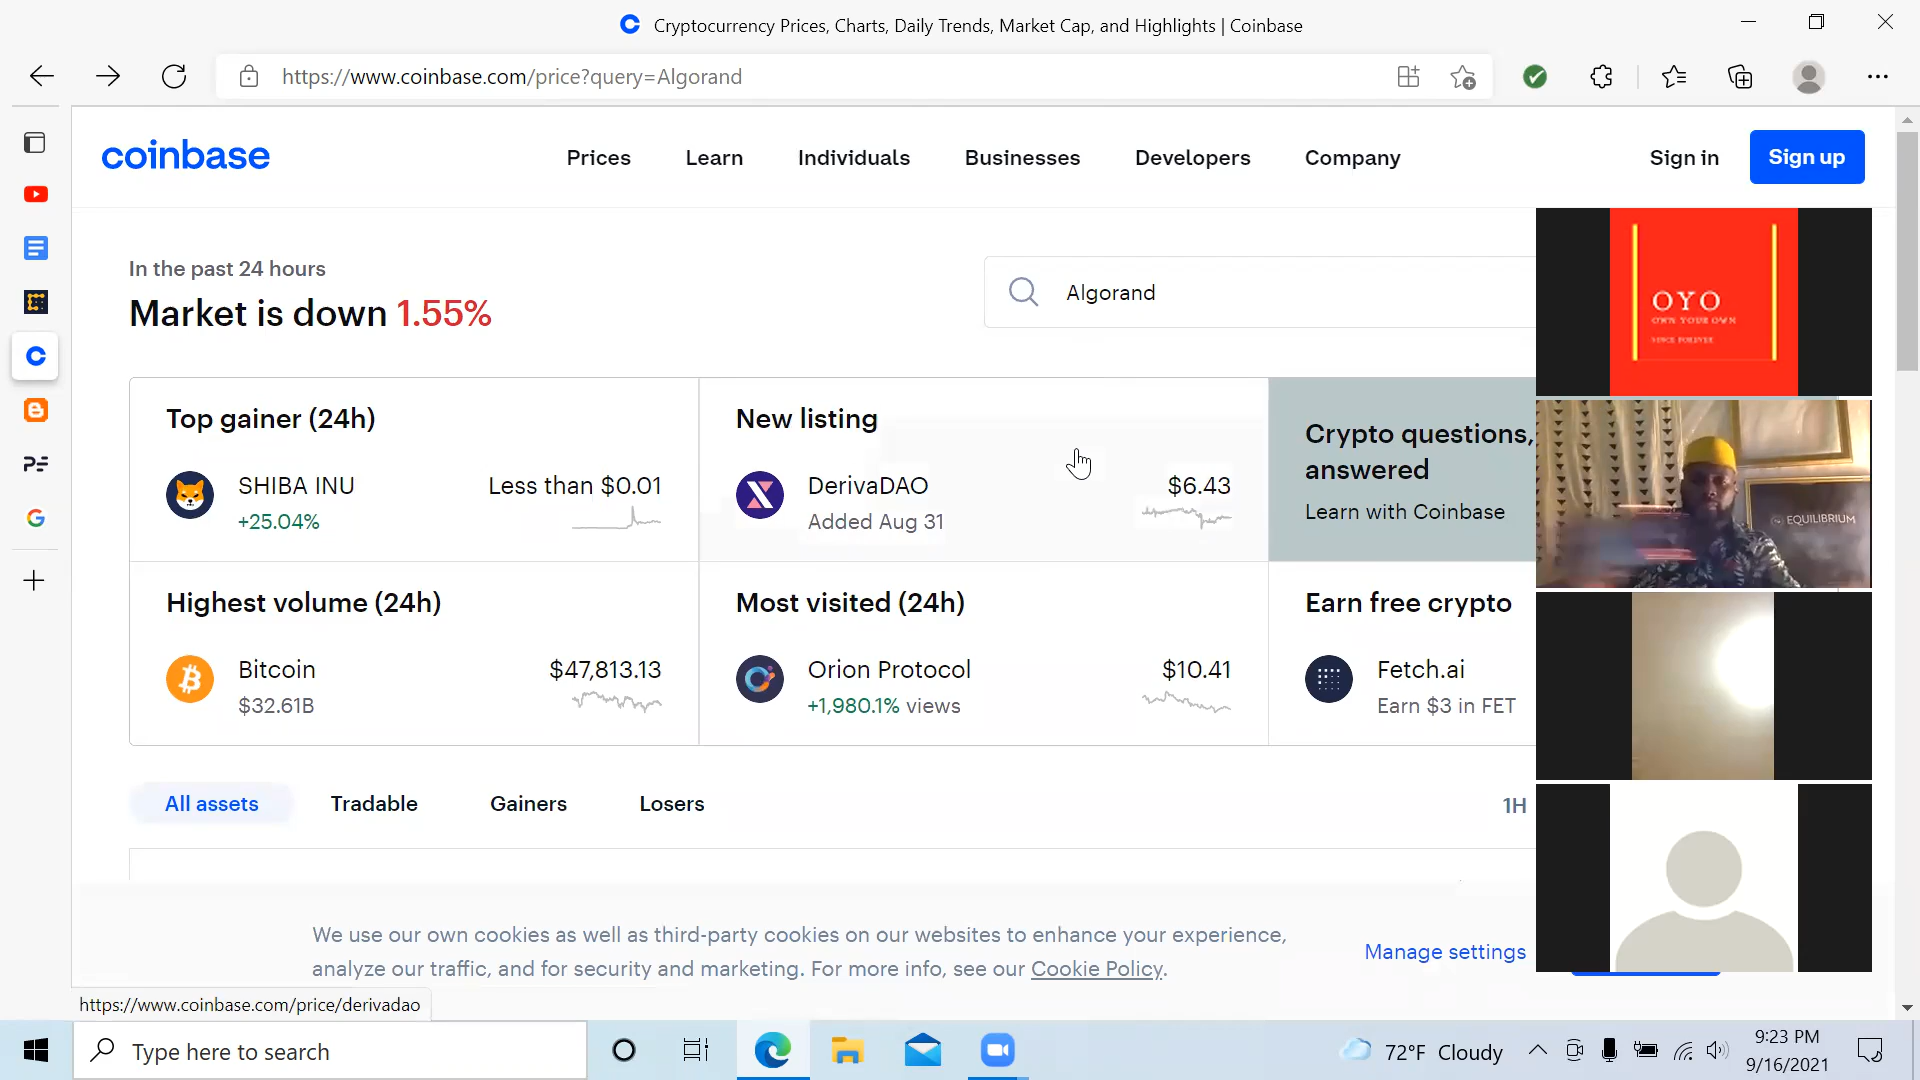 Cryptocurrency Prices, Charts, Daily Trends, Market Cap, and Highlights | Coinbase
https://www.coinbase.com/price?query=Algorand
coinbase
Prices
Learn
Individuals
Businesses
Developers
Company
Sign in
Sign up
In the past 24 hours
Market is down 1.55%
Algorand
Top gainer (24h)
SHIBA INU
Less than $0.01
+25.04%
New listing
DerivaDAO
$6.43
Added Aug 31
Crypto questions,
answered
Learn with Coinbase
Highest volume (24h)
Bitcoin
$47,813.13
$32.61B
Most visited (24h)
Orion Protocol
$10.41
+1,980.1% views
Earn free crypto
Fetch.ai
Earn $3 in FET
All assets
Tradable
Gainers
Losers
1H
OYO
OWN YOUR OWN
SINCE FOREVER
EQUILIBRIUM
We use our own cookies as well as third-party cookies on our websites to enhance your experience,
analyze our traffic, and for security and marketing. For more info, see our Cookie Policy.
Manage settings
https://www.coinbase.com/price/derivadao
Type here to search
72°F Cloudy
9:23 PM
9/16/2021